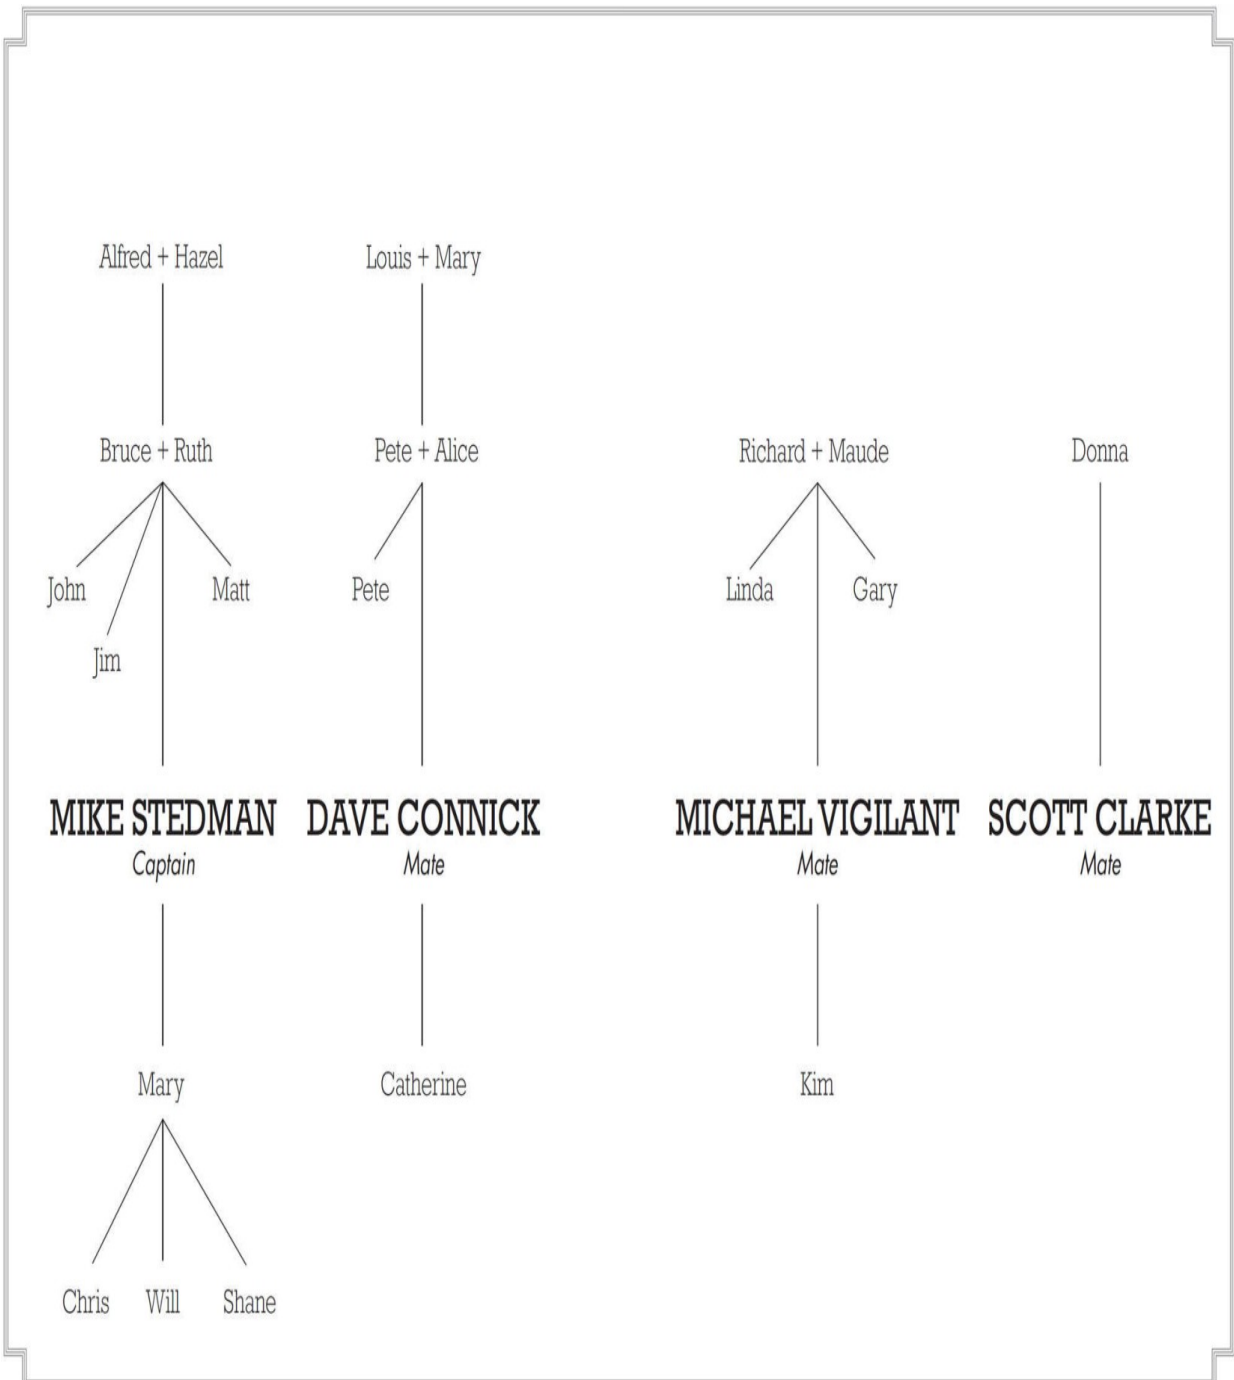 Alfred + Hazel
Louis + Mary
Bruce + Ruth
Pete + Alice
Richard + Maude
Donna
John
Matt
Pete
Linda
Gary
Jim
MIKE STEDMAN
DAVE CONNICK
MICHAEL VIGILANT
SCOTT CLARKE
Captain
Mate
Mate
Mate
Mary
Catherine
Kim
Chris
Will
Shane